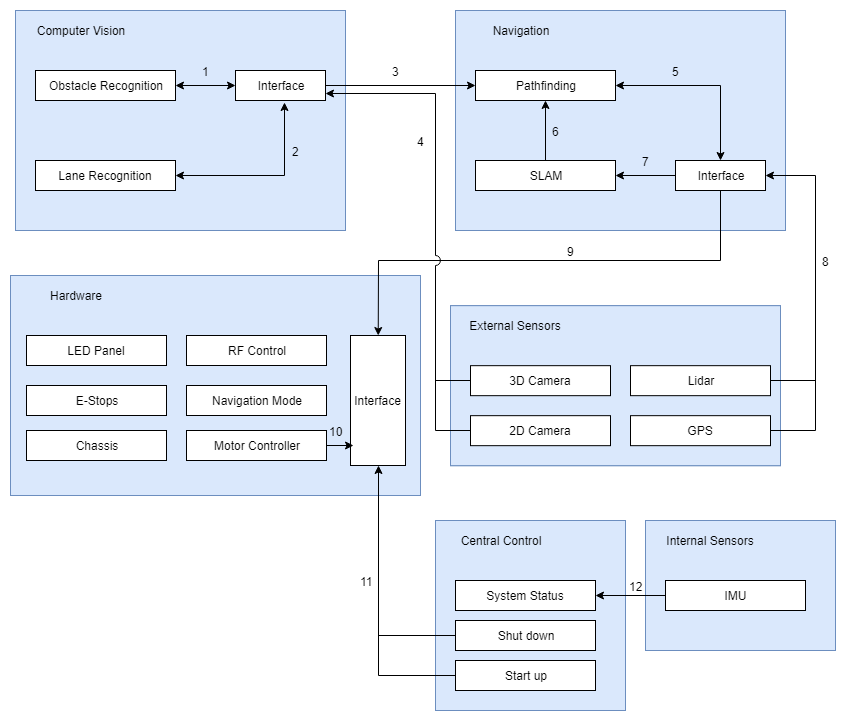 Computer Vision
Obstacle Recognition
1
Interface
2
Lane Recognition
3
4
Navigation
Pathfinding
5
6
SLAM
7
Interface
8
9
Hardware
LED Panel
RF Control
E-Stops
Navigation Mode
Chassis
Motor Controller
10
Interface
External Sensors
3D Camera
Lidar
2D Camera
GPS
11
Central Control
System Status
Shut down
Start up
12
Internal Sensors
IMU